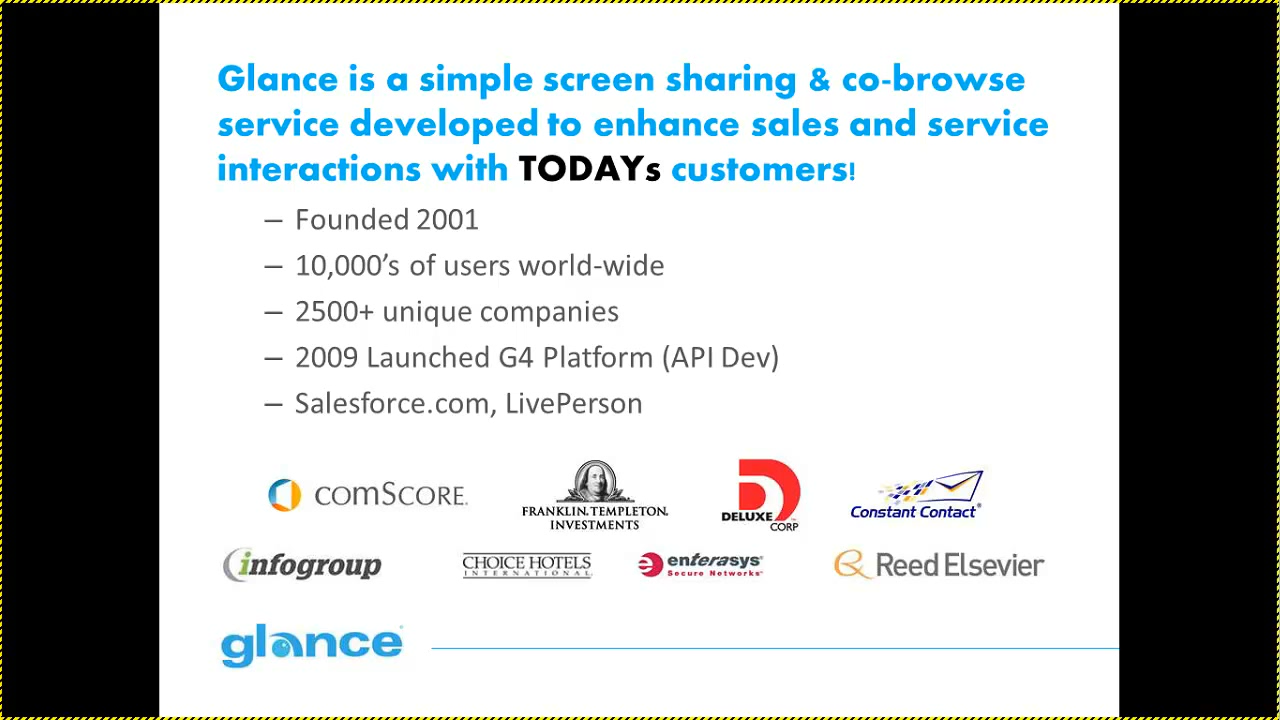 Glance is a simple screen sharing & co-browse
service developed to enhance sales and service
interactions with TODAYs customers!
– Founded 2001
– 10,000’s of users world-wide
– 2500+ unique companies
– 2009 Launched G4 Platform (API Dev)
– Salesforce.com, LivePerson
comScore.
FRANKLIN TEMPLETON
INVESTMENTS
DELUXE
CORP
Constant Contact®
infogroup
CHOICE HOTELS
INTERNATIONAL
enterasys
Secure Networks™
Reed Elsevier
glance